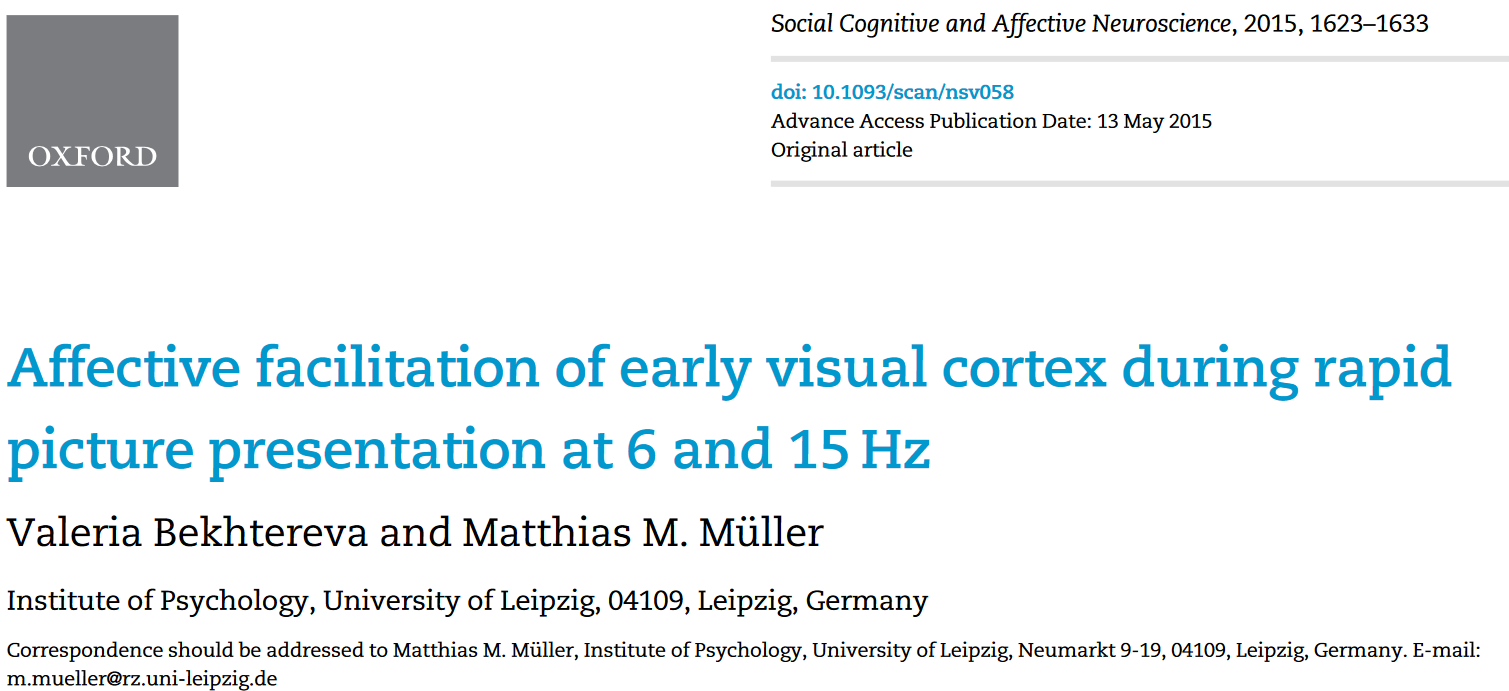 OXFORD
Social Cognitive and Affective Neuroscience, 2015, 1623–1633
doi: 10.1093/scan/nsv058
Advance Access Publication Date: 13 May 2015
Original article
Affective facilitation of early visual cortex during rapid
picture presentation at 6 and 15 Hz
Valeria Bekhtereva and Matthias M. Müller
Institute of Psychology, University of Leipzig, 04109, Leipzig, Germany
Correspondence should be addressed to Matthias M. Müller, Institute of Psychology, University of Leipzig, Neumarkt 9-19, 04109, Leipzig, Germany. E-mail:
m.mueller@rz.uni-leipzig.de